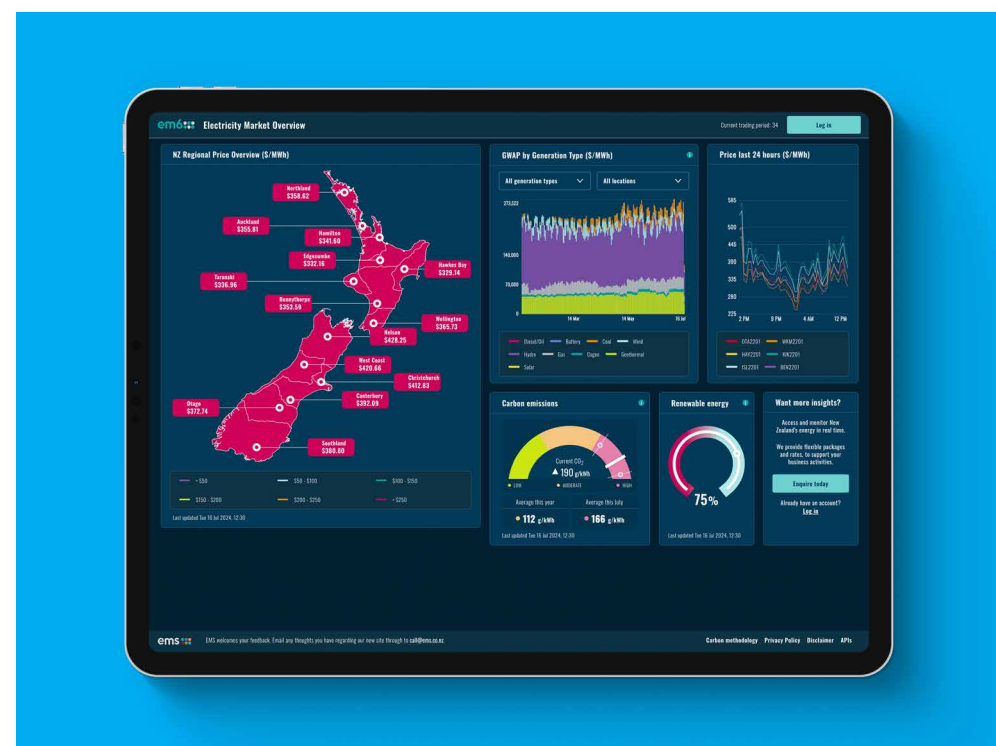 em6
Electricity Market Overview
Current trading period: 34
Log in
NZ Regional Price Overview ($/MWh)
Northland
$358.62
Auckland
$355.81
Hamilton
$341.60
Edgecumbe
$332.16
Hawkes Bay
$329.14
Taranaki
$336.96
Bunnythorpe
$353.59
Wellington
$365.73
Nelson
$428.25
West Coast
$420.66
Christchurch
$412.83
Canterbury
$392.09
Otago
$372.74
Southland
$380.80
< $50
$50 - $100
$100 - $150
$150 - $200
$200 - $250
> $250
Last updated Tue 16 Jul 2024, 12:30
GWAP by Generation Type ($/MWh)
All generation types
All locations
140,000
70,000
0
14 Mar
14 May
16 Jul
Diesel/Oil
Battery
Coal
Wind
Hydro
Gas
Cogen
Geothermal
Solar
Price last 24 hours ($/MWh)
585
500
445
390
335
280
225
2 PM
9 PM
4 AM
12 PM
OTA2201
WKM2201
HAY2201
KIK2201
ISL2201
BEN2201
Carbon emissions
Current CO2
190 g/kWh
LOW
MODERATE
HIGH
Average this year
Average this July
112 g/kWh
166 g/kWh
Last updated Tue 16 Jul 2024, 12:30
Renewable energy
75%
Last updated Tue 16 Jul 2024, 12:30
Want more insights?
Access and monitor New
Zealand's energy in real time.
We provide flexible packages
and rates, to support your
business activities.
Enquire today
Already have an account?
Log in
ems
EMS welcomes your feedback. Email any thoughts you have regarding our new site through to call@ems.co.nz.
Carbon methodology
Privacy Policy
Disclaimer
APIs